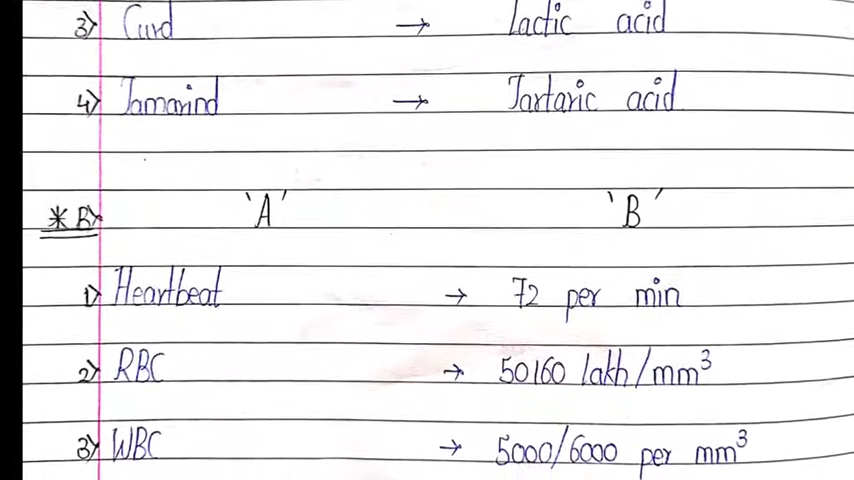 3) Curd → Lactic acid
4) Tamarind → Tartaric acid
* B) 'A' 'B'
1) Heartbeat → 72 per min
2) RBC → 50160 lakh/mm³
3) WBC → 5000/6000 per mm³